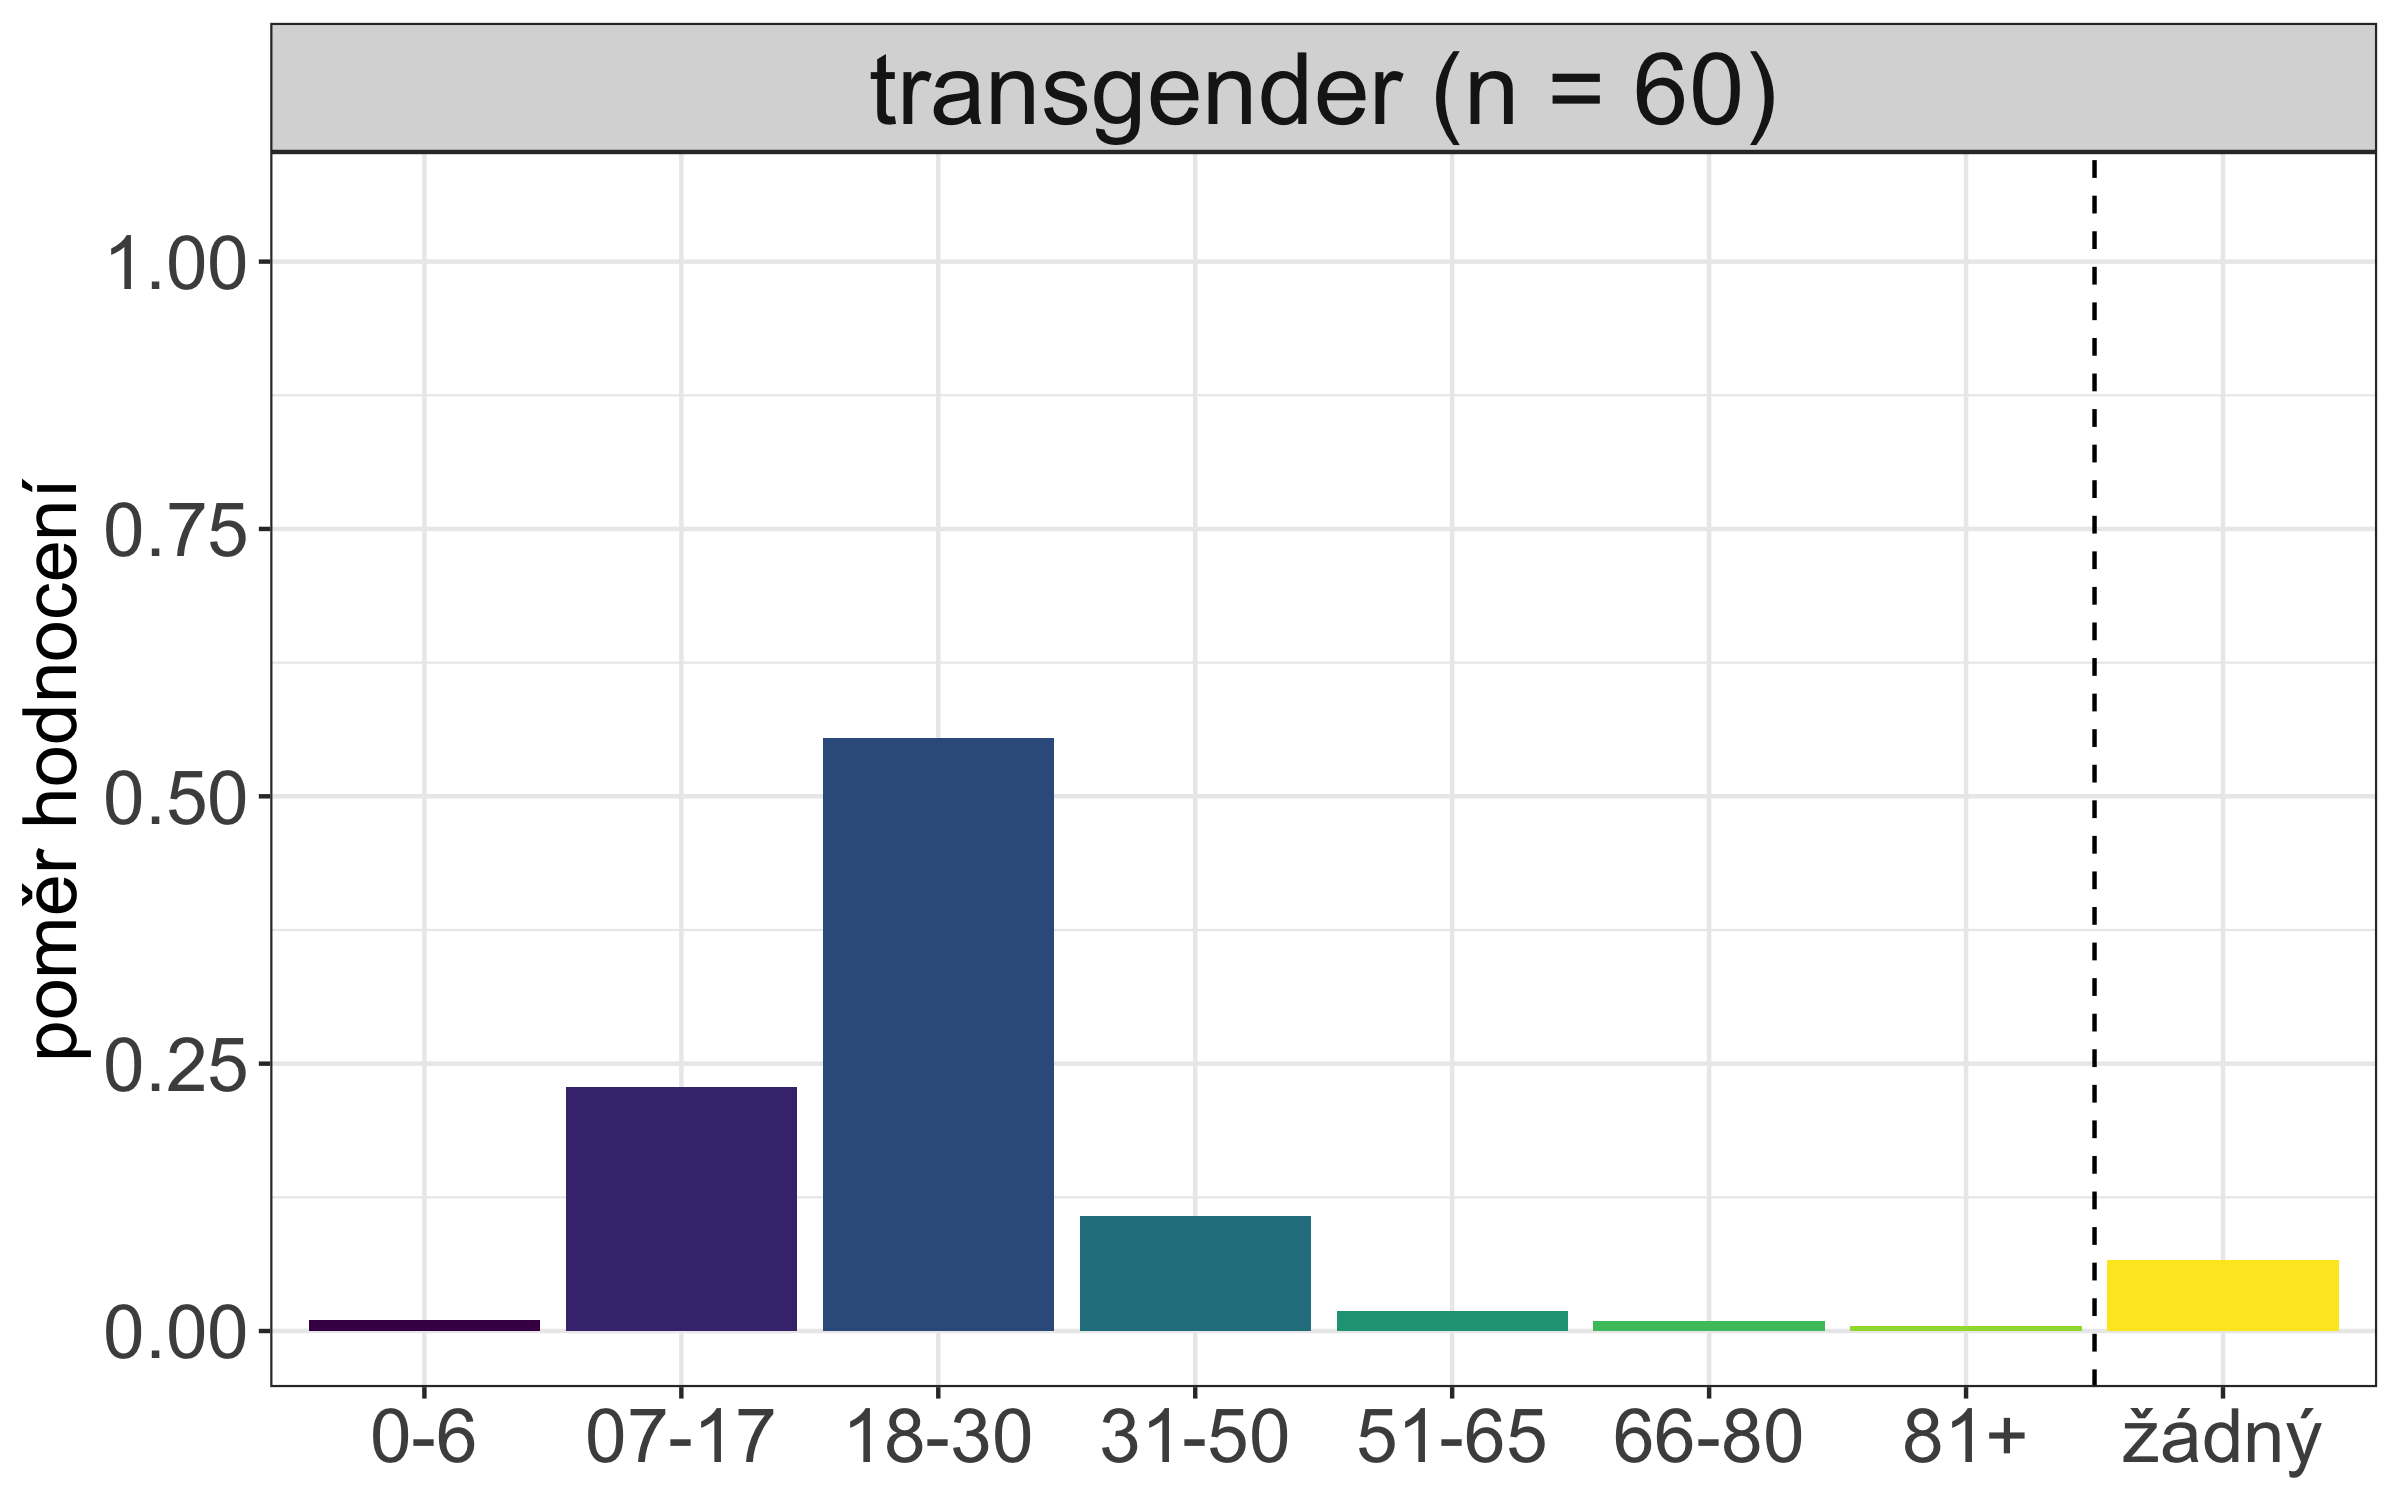 transgender (n = 60)
poměr hodnocení
1.00
0.75
0.50
0.25
0.00
0-6 07-17 18-30 31-50 51-65 66-80 81+ žádný